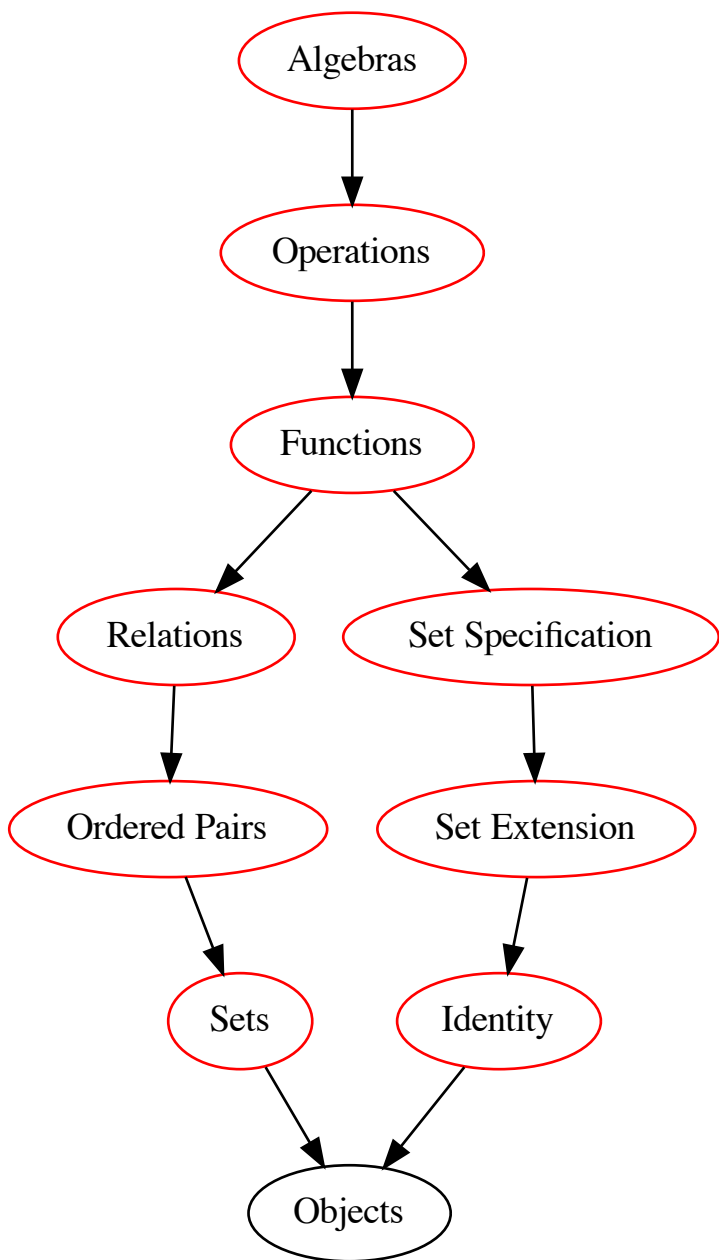 Algebras
Operations
Functions
Relations
Set Specification
Ordered Pairs
Set Extension
Sets
Identity
Objects